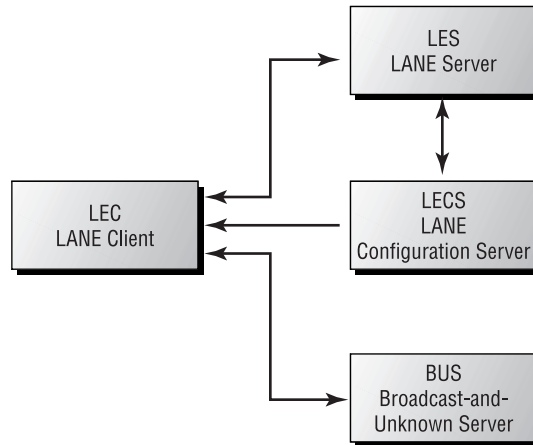 LES
LANE Server
LEC
LANE Client
LECS
LANE
Configuration Server
BUS
Broadcast-and-
Unknown Server